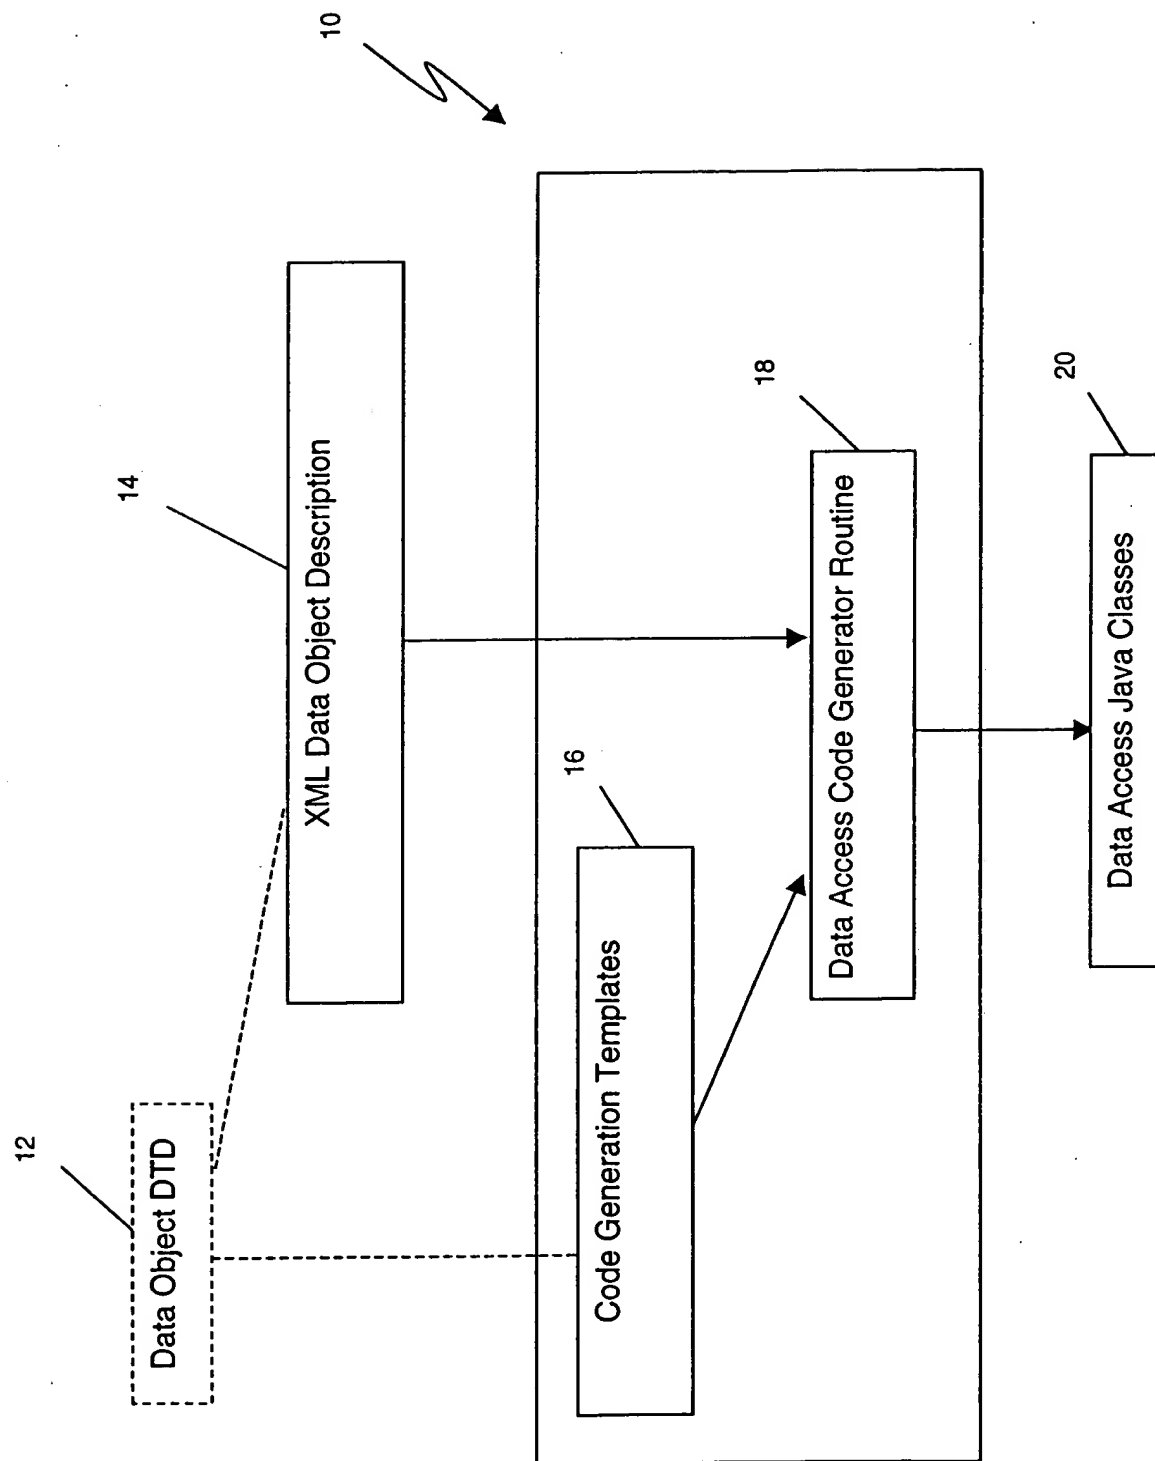 10
12
Data Object DTD
14
XML Data Object Description
16
Code Generation Templates
18
Data Access Code Generator Routine
20
Data Access Java Classes